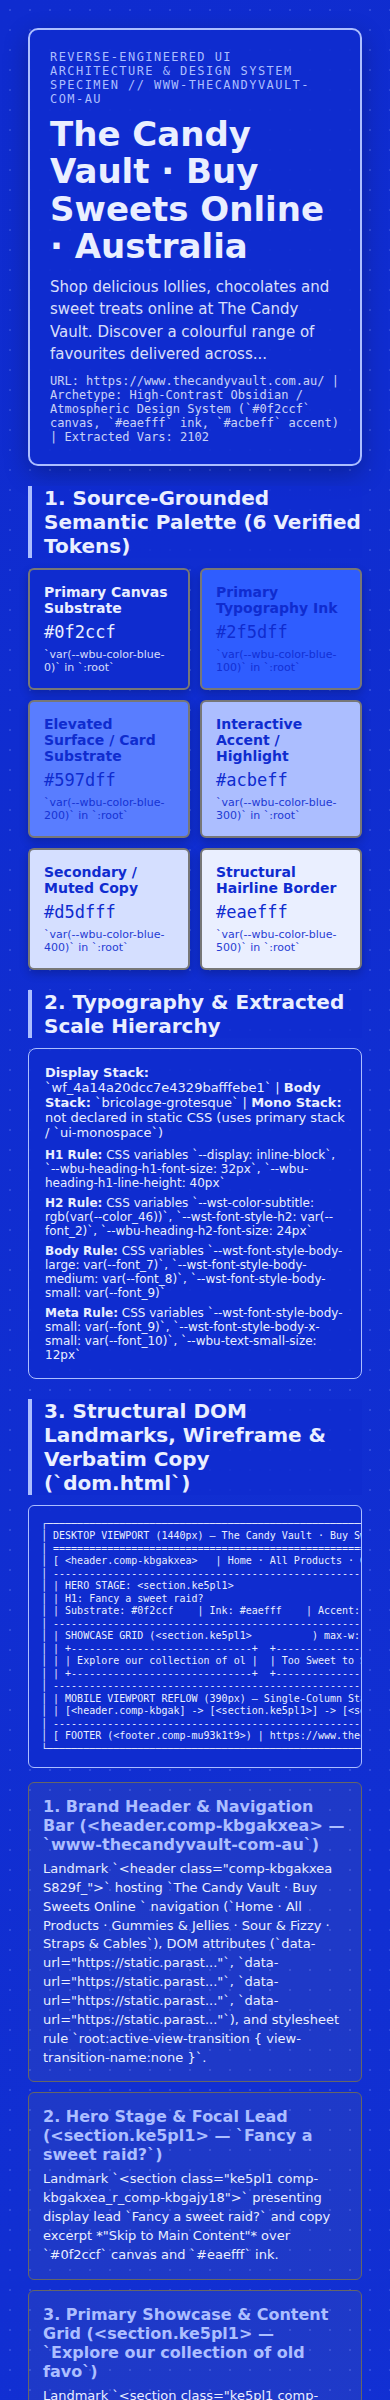 REVERSE-ENGINEERED UI
ARCHITECTURE & DESIGN SYSTEM
SPECIMEN // WWW-THECANDYVAULT-
COM-AU
The Candy
Vault · Buy
Sweets Online
· Australia
Shop delicious lollies, chocolates and
sweet treats online at The Candy
Vault. Discover a colourful range of
favourites delivered across...
URL: https://www.thecandyvault.com.au/ |
Archetype: High-Contrast Obsidian /
Atmospheric Design System (`#0f2ccf`
canvas, `#eaefff` ink, `#acbeff` accent)
| Extracted Vars: 2102
1. Source-Grounded
Semantic Palette (6 Verified
Tokens)
Primary Canvas
Substrate
#0f2ccf
`var(--wbu-color-blue-
0)` in `:root`
Primary
Typography Ink
#2f5dff
`var(--wbu-color-blue-
100)` in `:root`
Elevated
Surface / Card
Substrate
#597dff
`var(--wbu-color-blue-
200)` in `:root`
Interactive
Accent /
Highlight
#acbeff
`var(--wbu-color-blue-
300)` in `:root`
Secondary /
Muted Copy
#d5dfff
`var(--wbu-color-blue-
400)` in `:root`
Structural
Hairline Border
#eaefff
`var(--wbu-color-blue-
500)` in `:root`
2. Typography & Extracted
Scale Hierarchy
Display Stack:
`wf_4a14a20dcc7e4329bafffebe1` | Body
Stack: `bricolage-grotesque` | Mono Stack:
not declared in static CSS (uses primary stack
/ `ui-monospace`)
H1 Rule: CSS variables `--display: inline-block`,
`--wbu-heading-h1-font-size: 32px`, `--wbu-
heading-h1-line-height: 40px`
H2 Rule: CSS variables `--wst-color-subtitle:
rgb(var(--color_46))`, `--wst-font-style-h2: var(--
font_2)`, `--wbu-heading-h2-font-size: 24px`
Body Rule: CSS variables `--wst-font-style-body-
large: var(--font_7)`, `--wst-font-style-body-
medium: var(--font_8)`, `--wst-font-style-body-
small: var(--font_9)`
Meta Rule: CSS variables `--wst-font-style-body-
small: var(--font_9)`, `--wst-font-style-body-x-
small: var(--font_10)`, `--wbu-text-small-size:
12px`
3. Structural DOM
Landmarks, Wireframe &
Verbatim Copy
(`dom.html`)
DESKTOP VIEWPORT (1440px) — The Candy Vault · Buy S
====================================================
[ <header.comp-kbgakxea>   | Home · All Products ·
----------------------------------------------------
| HERO STAGE: <section.ke5pl1>
| H1: Fancy a sweet raid?
| Substrate: #0f2ccf    | Ink: #eaefff    | Accent:
----------------------------------------------------
| SHOWCASE GRID (<section.ke5pl1>          ) max-w:
| +------------------------------+  +---------------
| | Explore our collection of ol |  | Too Sweet to
| +------------------------------+  +---------------
----------------------------------------------------
| MOBILE VIEWPORT REFLOW (390px) — Single-Column St
| [<header.comp-kbgak] -> [<section.ke5pl1>] -> [<s
----------------------------------------------------
[ FOOTER (<footer.comp-mu93k1t9>) | https://www.the
1. Brand Header & Navigation
Bar (<header.comp-kbgakxea> —
`www-thecandyvault-com-au`)
Landmark `<header class="comp-kbgakxea
S829f_">` hosting `The Candy Vault · Buy
Sweets Online ` navigation (`Home · All
Products · Gummies & Jellies · Sour & Fizzy ·
Straps & Cables`), DOM attributes (`data-
url="https://static.parast..."`, `data-
url="https://static.parast..."`, `data-
url="https://static.parast..."`, `data-
url="https://static.parast..."`), and stylesheet
rule `root:active-view-transition { view-
transition-name:none }`.
2. Hero Stage & Focal Lead
(<section.ke5pl1> — `Fancy a
sweet raid?`)
Landmark `<section class="ke5pl1 comp-
kbgakxea_r_comp-kbgajy18">` presenting
display lead `Fancy a sweet raid?` and copy
excerpt *"Skip to Main Content"* over
`#0f2ccf` canvas and `#eaefff` ink.
3. Primary Showcase & Content
Grid (<section.ke5pl1> —
`Explore our collection of old
favo`)
Landmark `<section class="ke5pl1 comp-